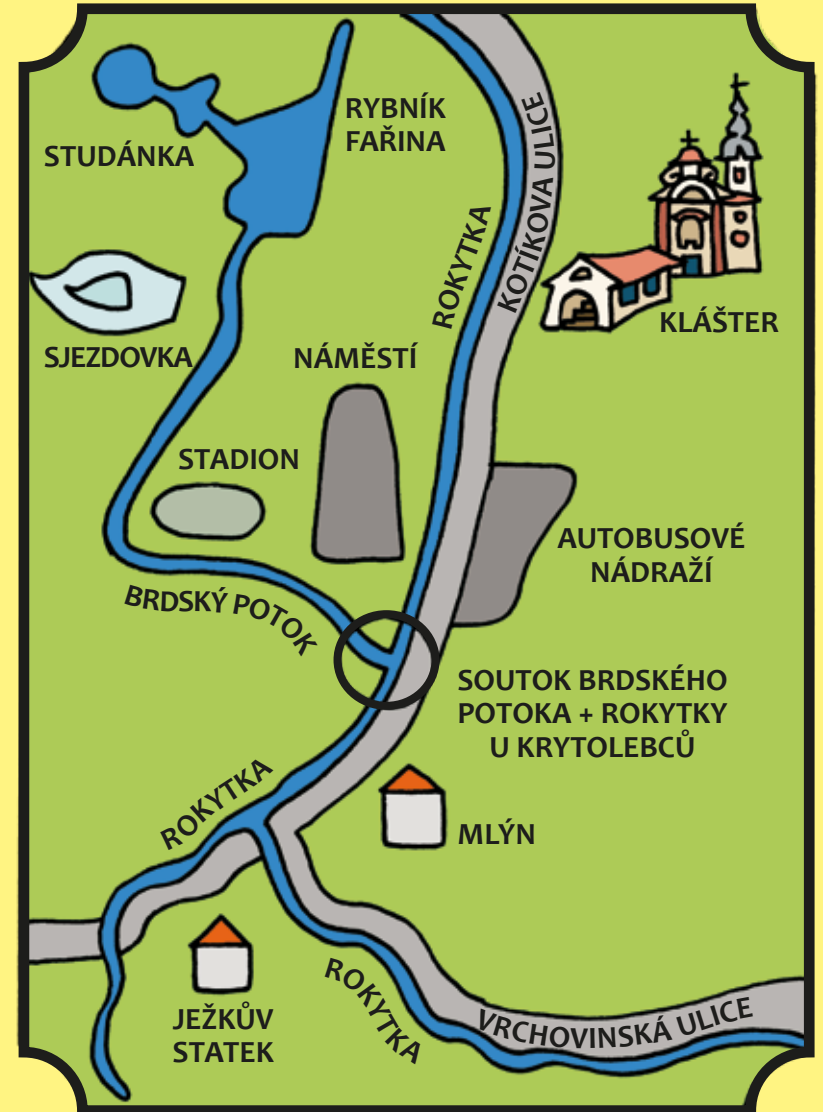 RYBNÍK
FAŘINA
STUDÁNKA
KOTÍKOVA ULICE
ROKYTKA
KLÁŠTER
SJEZDOVKA
NÁMĚSTÍ
STADION
AUTOBUSOVÉ
NÁDRAŽÍ
BRDSKÝ POTOK
SOUTOK BRDSKÉHO
POTOKA + ROKYTKY
U KRYTOLEBCŮ
ROKYTKA
MLÝN
JEŽKŮV
STATEK
ROKYTKA
VRCHOVINSKÁ ULICE